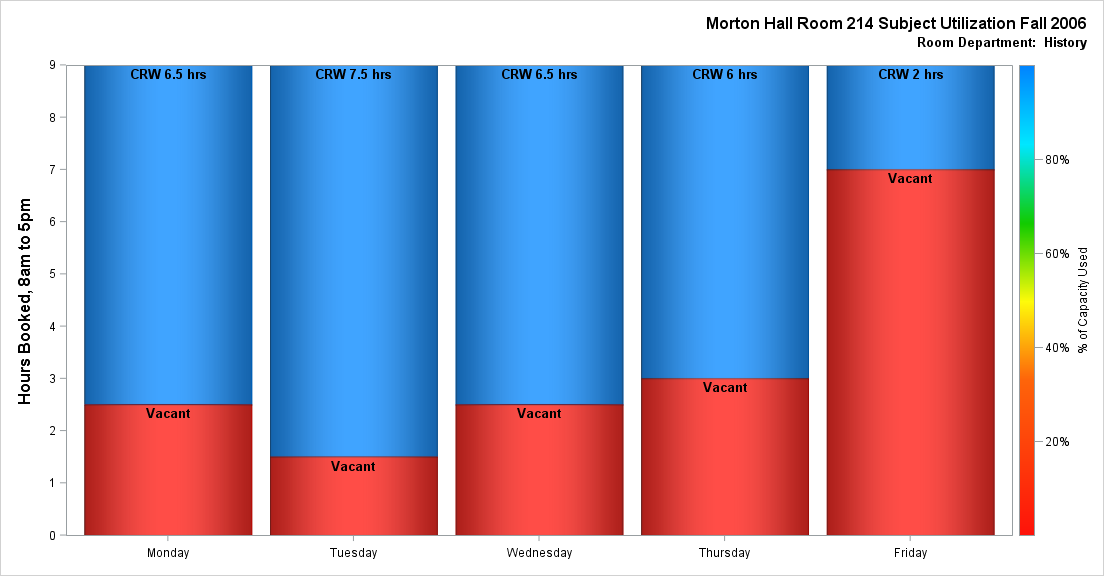 Morton Hall Room 214 Subject Utilization Fall 2006
Room Department:  History
Hours Booked, 8am to 5pm
9
8
7
6
5
4
3
2
1
0
CRW 6.5 hrs
CRW 7.5 hrs
CRW 6.5 hrs
CRW 6 hrs
CRW 2 hrs
Vacant
Vacant
Vacant
Vacant
Vacant
Monday
Tuesday
Wednesday
Thursday
Friday
80%
60%
40%
20%
% of Capacity Used